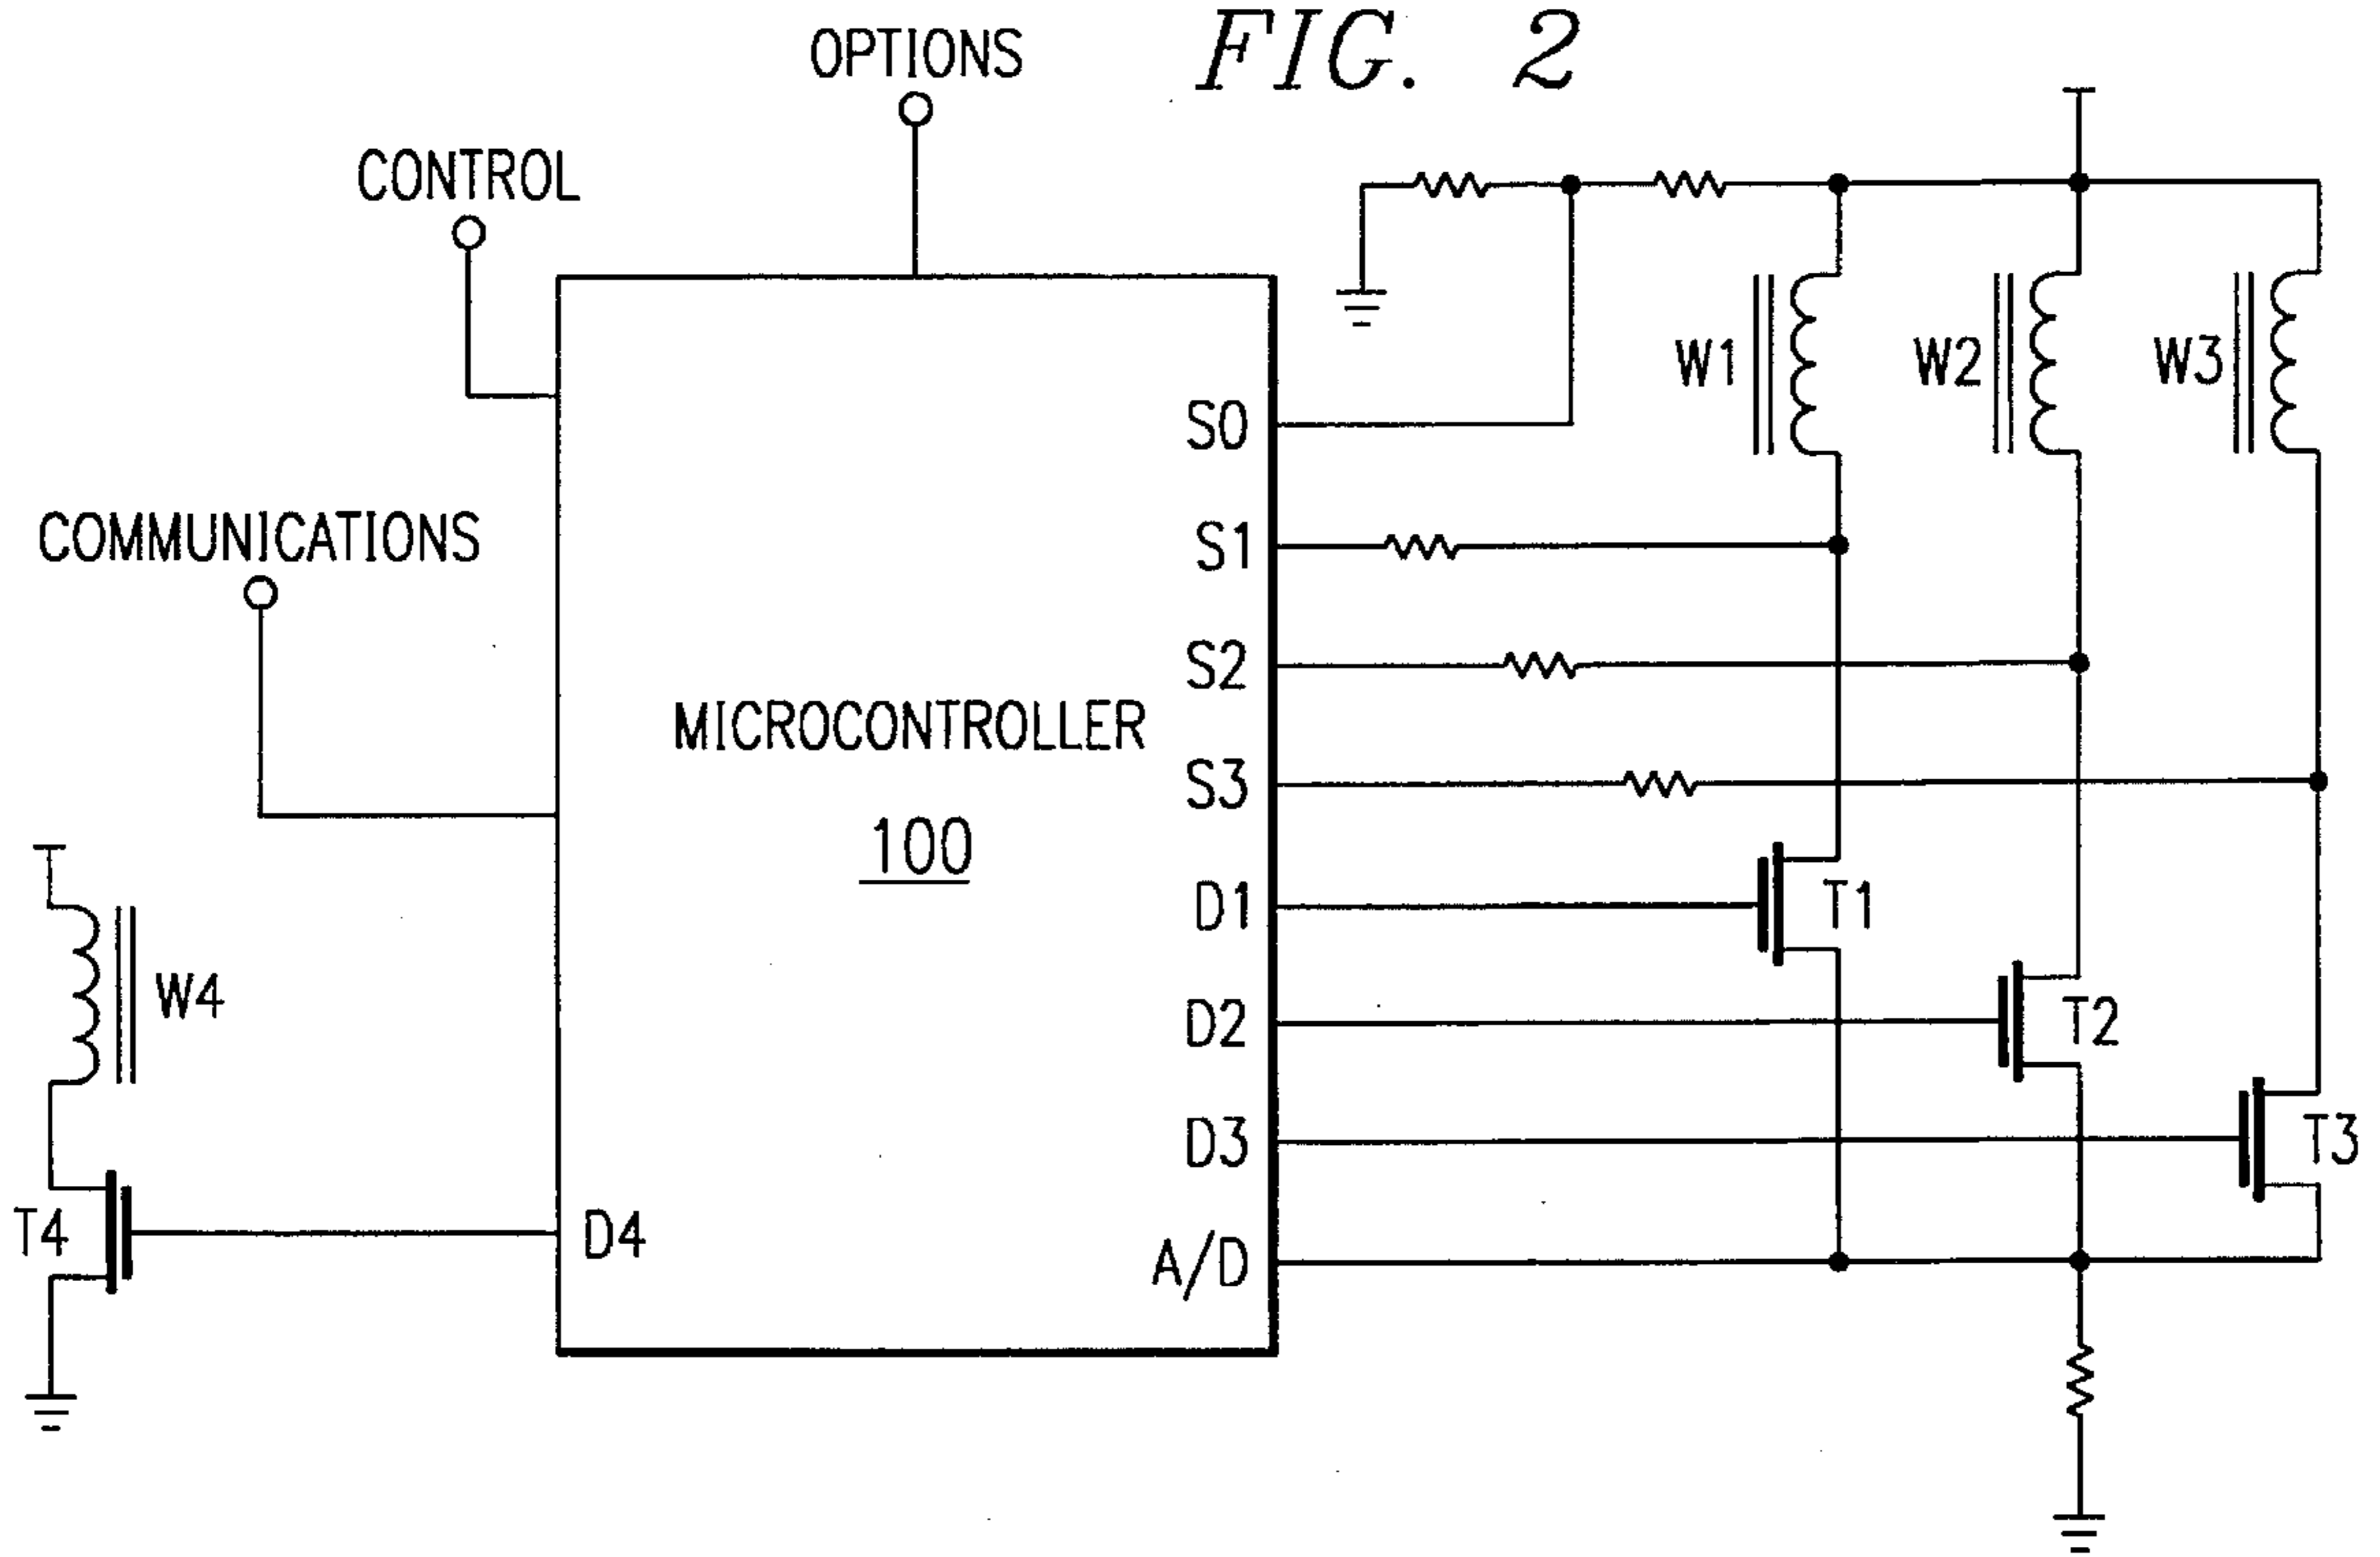 FIG. 2
OPTIONS
CONTROL
COMMUNICATIONS
MICROCONTROLLER
100
S0
S1
S2
S3
D1
D2
D3
A/D
D4
W1
W2
W3
W4
T1
T2
T3
T4